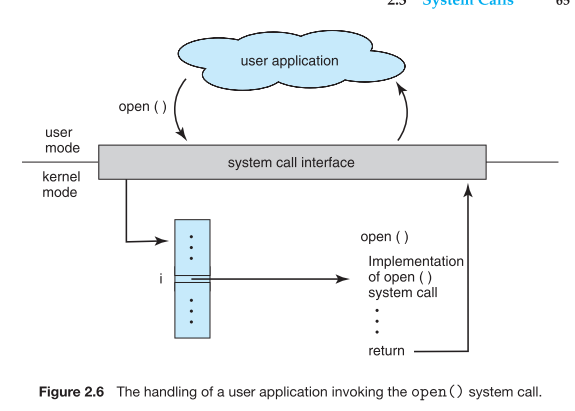 2.3 System Calls 65
user application
open ( )
user
mode
system call interface
kernel
mode
open ( )
i
Implementation
of open ( )
system call
return
Figure 2.6 The handling of a user application invoking the open() system call.